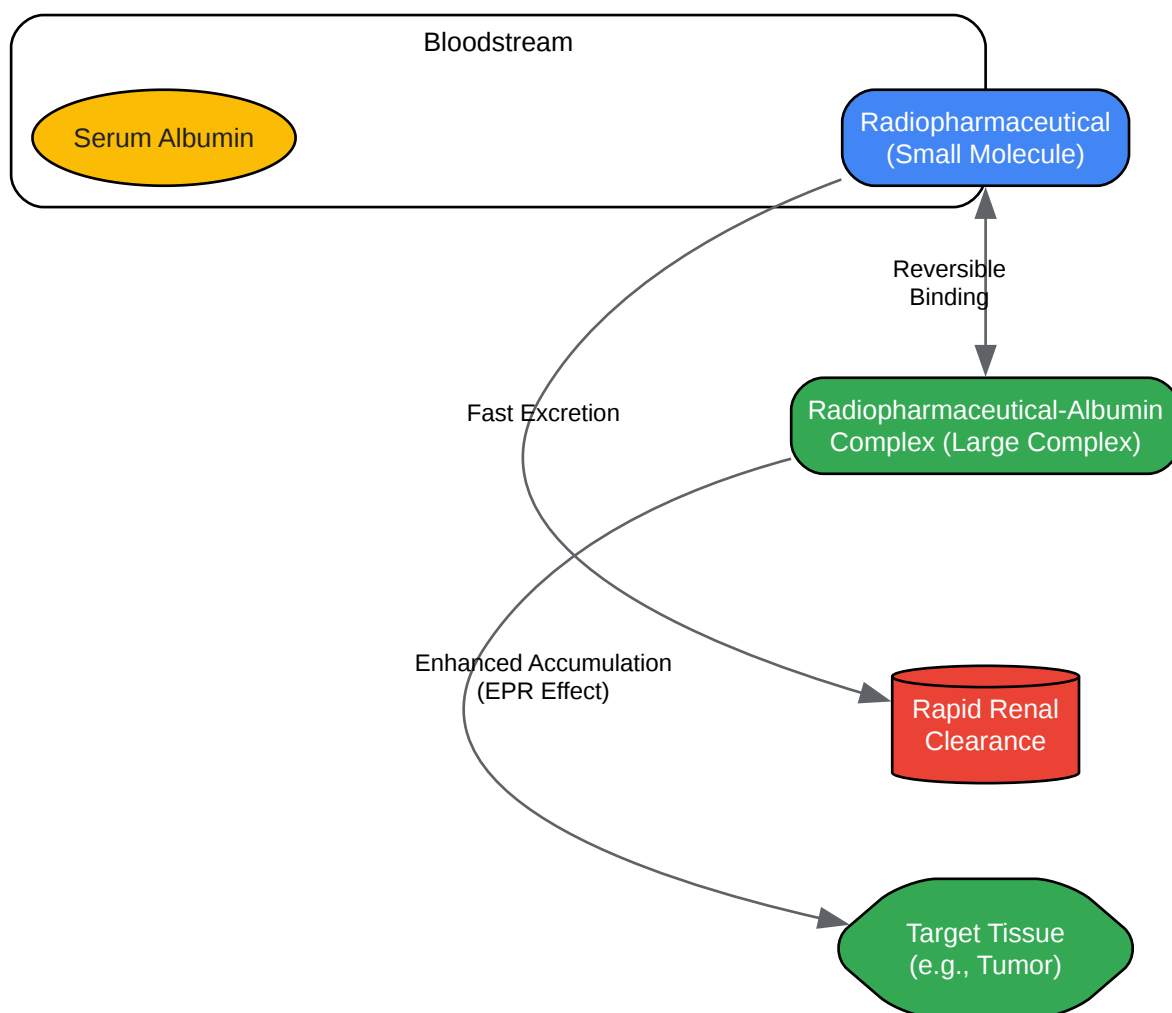 Bloodstream
Serum Albumin
Radiopharmaceutical
(Small Molecule)
Reversible
Binding
Fast Excretion
Radiopharmaceutical-Albumin
Complex (Large Complex)
Enhanced Accumulation
(EPR Effect)
Rapid Renal
Clearance
Target Tissue
(e.g., Tumor)